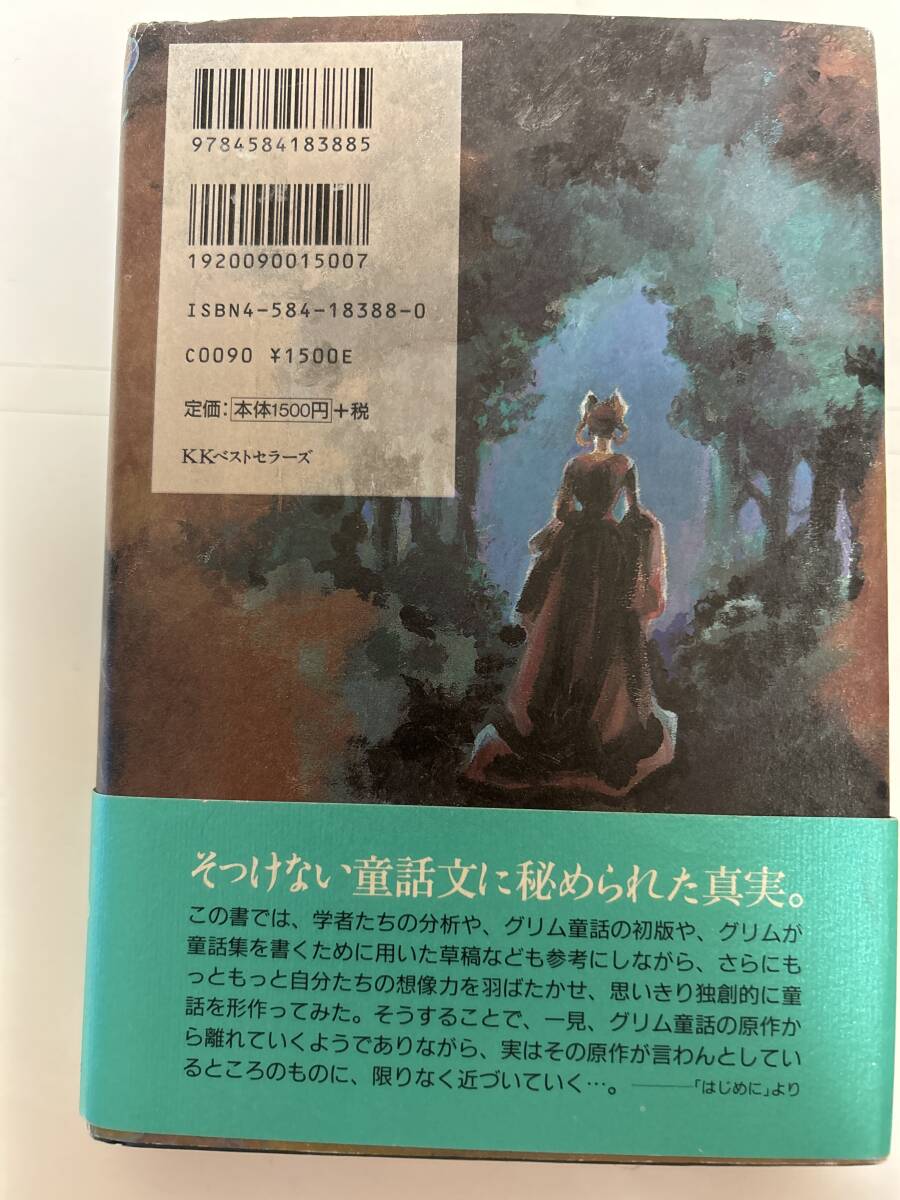 9784584183885
1920090015007
ISBN4-584-18388-0
C0090 ¥1500E
定価:本体1500円+税
KKベストセラーズ
そっけない童話文に秘められた真実。
この書では、学者たちの分析や、グリム童話の初版や、グリムが
童話集を書くために用いた草稿なども参考にしながら、さらにも
っともっと自分たちの想像力を羽ばたかせ、思いきり独創的に童
話を形作ってみた。そうすることで、一見、グリム童話の原作か
ら離れていくようでありながら、実はその原作が言わんとしてい
るところのものに、限りなく近づいていく…。――「はじめに」より